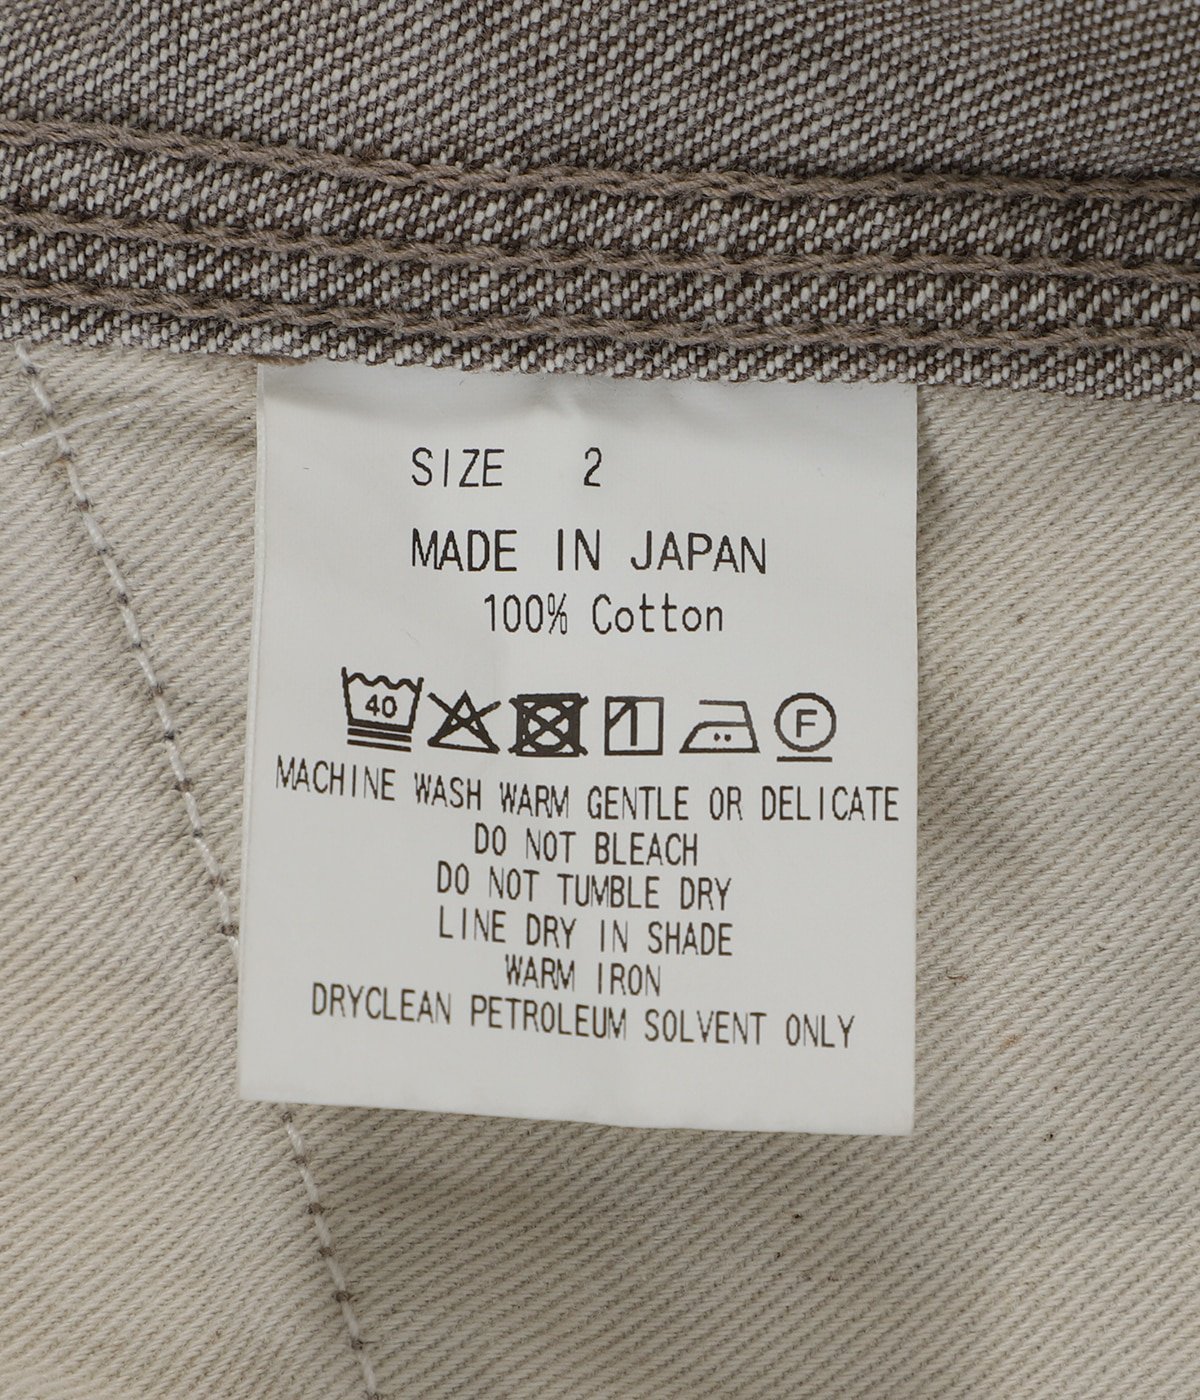 SIZE 2
MADE IN JAPAN
100% Cotton
40 F
MACHINE WASH WARM GENTLE OR DELICATE
DO NOT BLEACH
DO NOT TUMBLE DRY
LINE DRY IN SHADE
WARM IRON
DRYCLEAN PETROLEUM SOLVENT ONLY